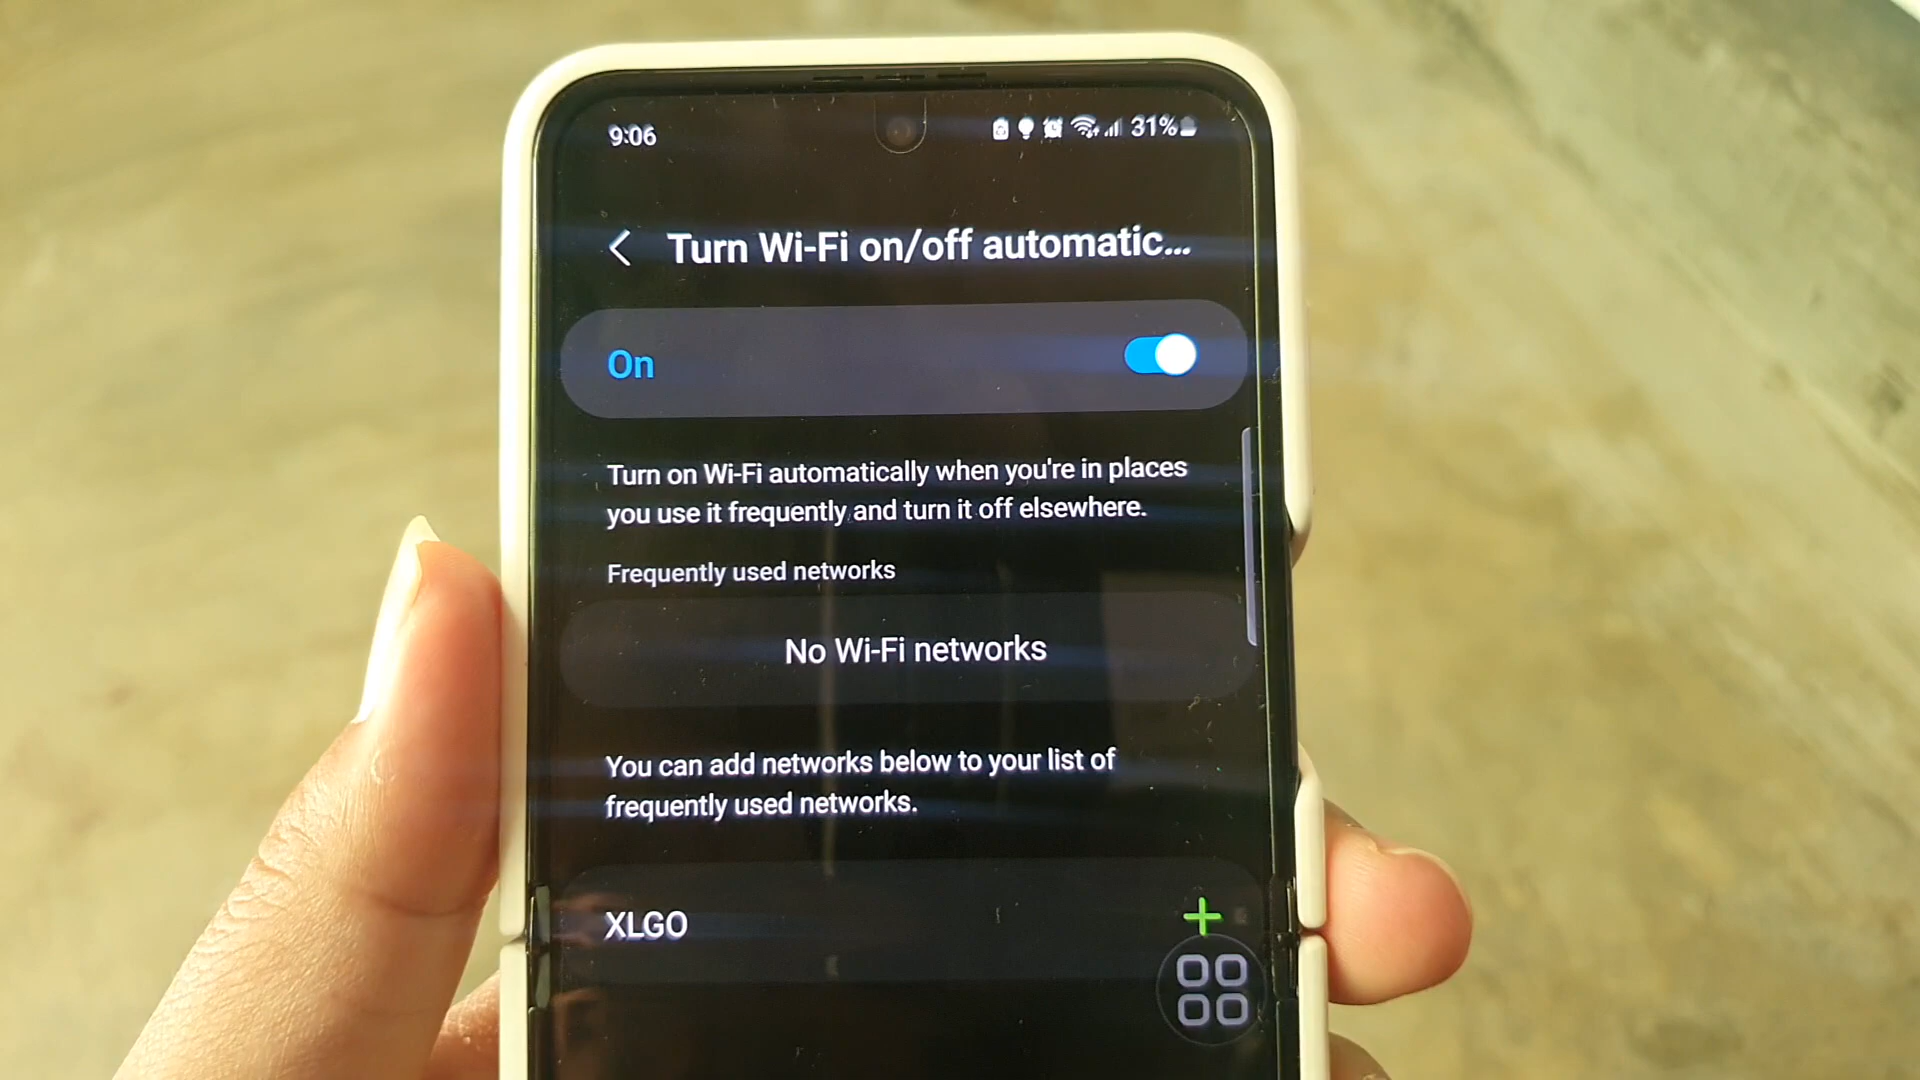 9:06
31%
Turn Wi-Fi on/off automatic...
On
Turn on Wi-Fi automatically when you're in places
you use it frequently and turn it off elsewhere.
Frequently used networks
No Wi-Fi networks
You can add networks below to your list of
frequently used networks.
XLGO